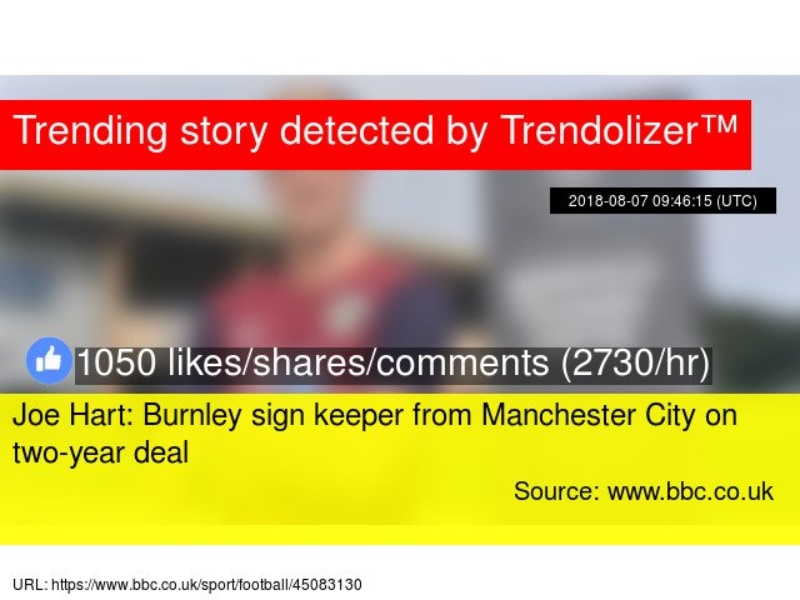 Trending story detected by Trendolizer™
2018-08-07 09:46:15 (UTC)
1050 likes/shares/comments (2730/hr)
Joe Hart: Burnley sign keeper from Manchester City on
two-year deal
Source: www.bbc.co.uk
URL: https://www.bbc.co.uk/sport/football/45083130